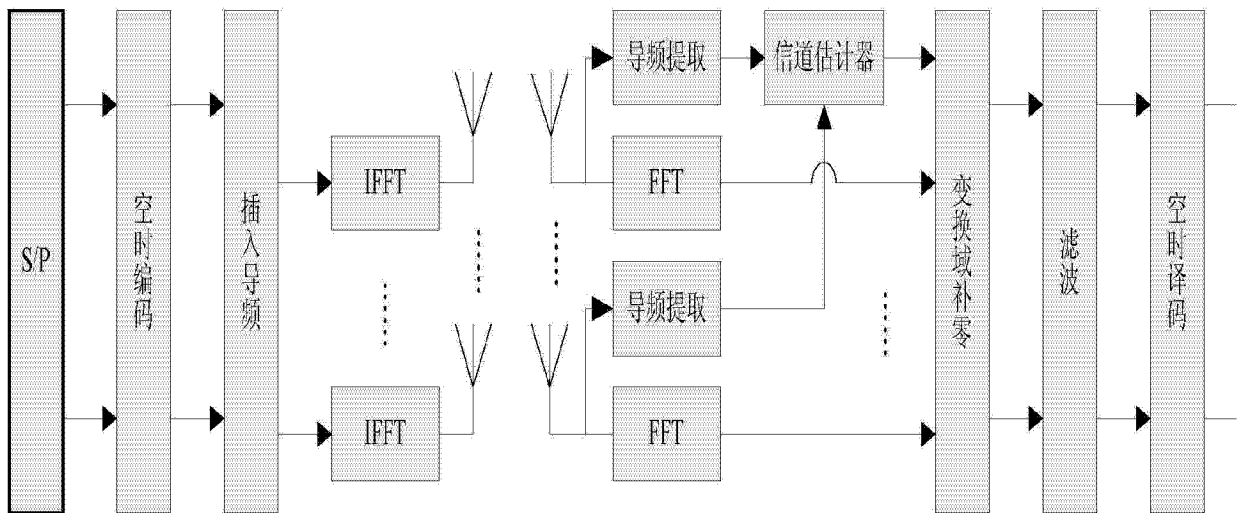 S/P
空时编码
插入导频
IFFT
IFFT
导频提取
信道估计器
FFT
导频提取
FFT
变换域补零
滤波
空时译码